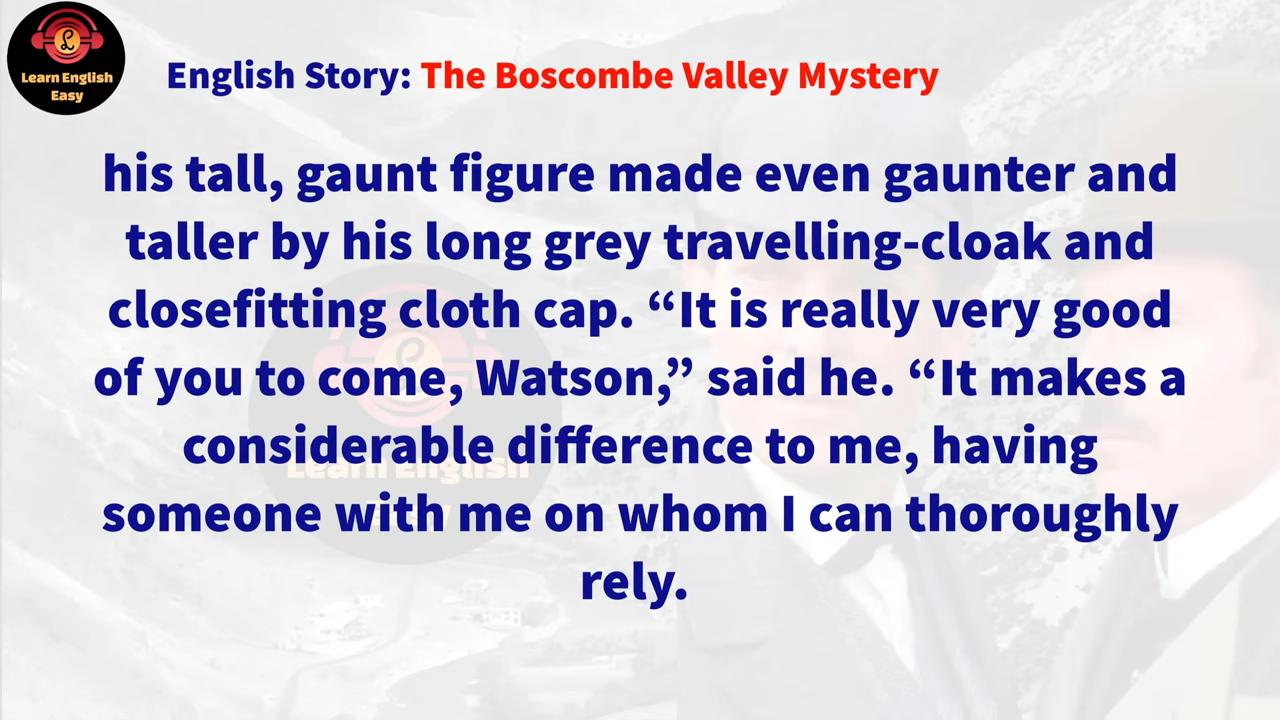 Learn English
Easy
English Story: The Boscombe Valley Mystery
his tall, gaunt figure made even gaunter and
taller by his long grey travelling-cloak and
closefitting cloth cap. “It is really very good
of you to come, Watson,” said he. “It makes a
considerable difference to me, having
someone with me on whom I can thoroughly
rely.
Learn English